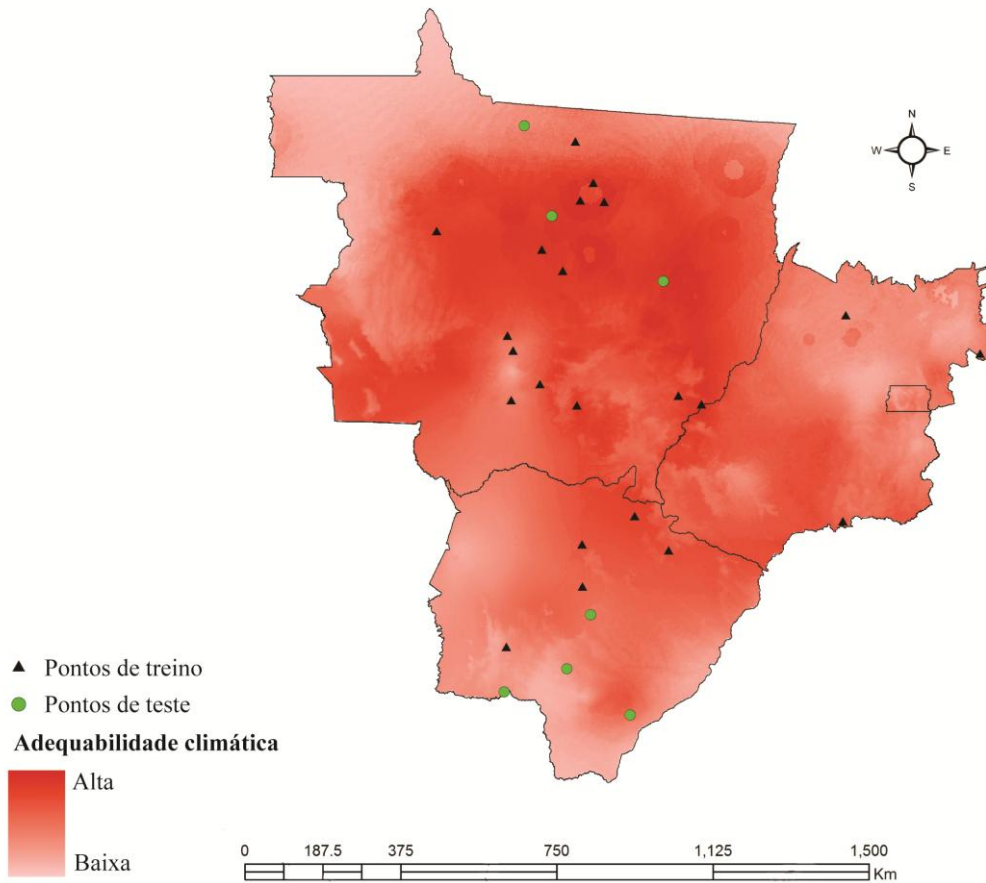 N
W E
S
Pontos de treino
Pontos de teste
Adequabilidade climática
Alta
Baixa
0 187.5 375 750 1,125 1,500
Km